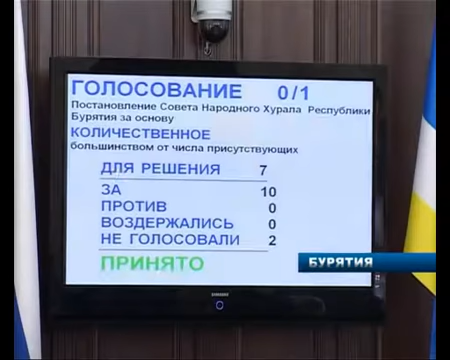 ГОЛОСОВАНИЕ 0/1
Постановление Совета Народного Хурала Республики
Бурятия за основу
КОЛИЧЕСТВЕННОЕ
большинством от числа присутствующих
ДЛЯ РЕШЕНИЯ 7
ЗА 10
ПРОТИВ 0
ВОЗДЕРЖАЛИСЬ 0
НЕ ГОЛОСОВАЛИ 2
ПРИНЯТО
БУРЯТИЯ
SAMSUNG